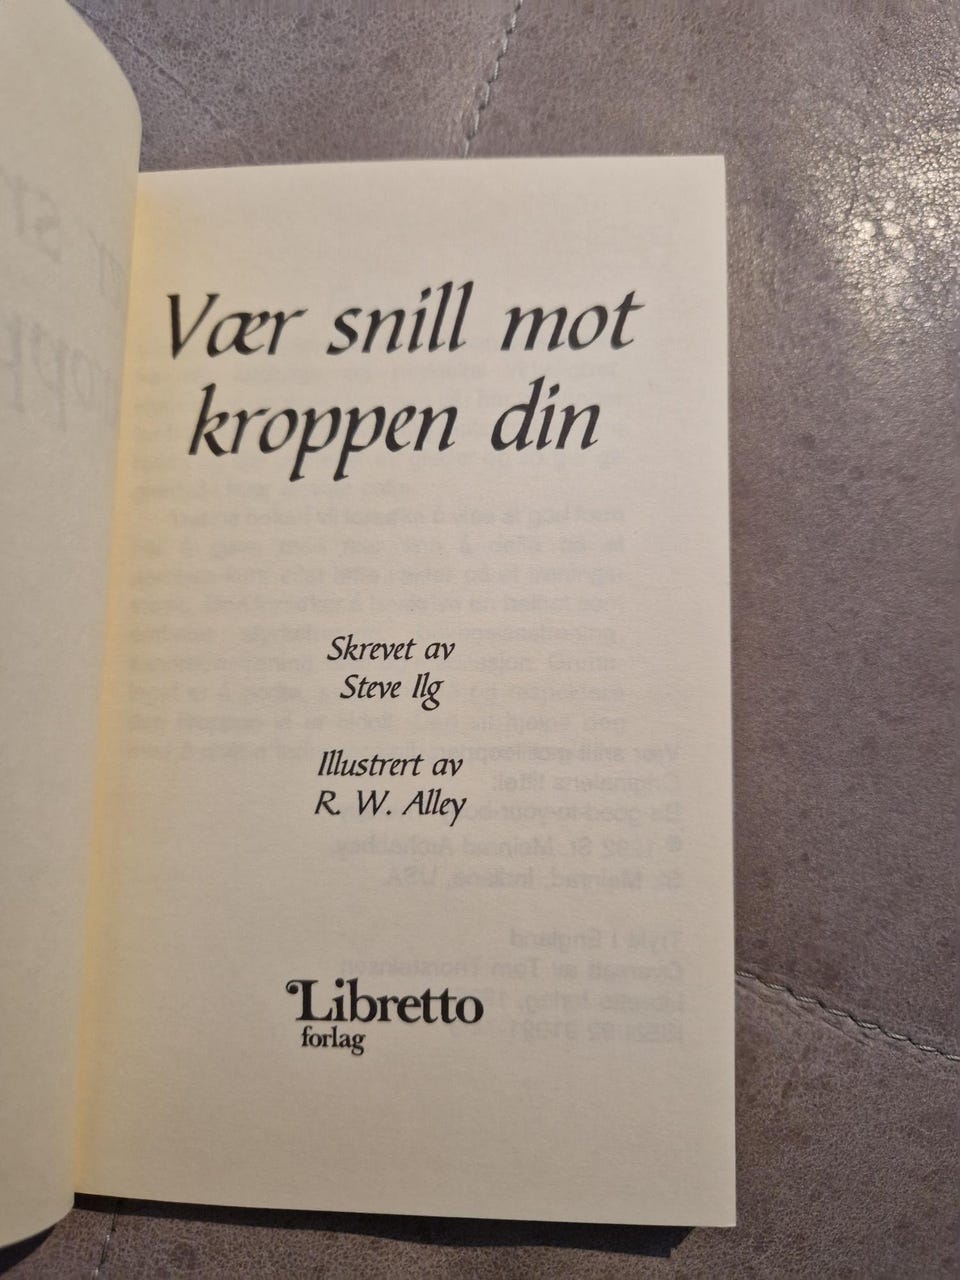 Vær snill mot
kroppen din
Skrevet av
Steve Ilg
Illustrert av
R. W. Alley
Libretto
forlag